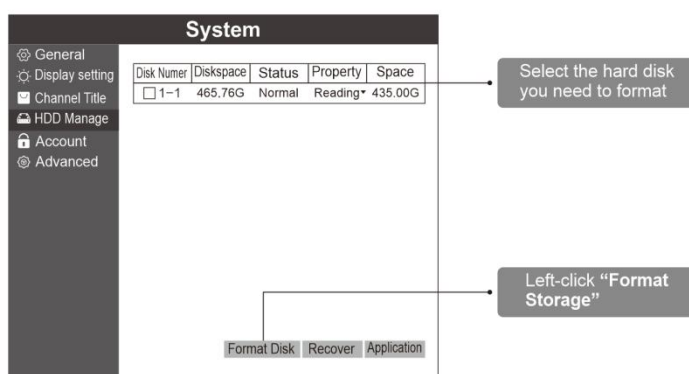 System
General
Display setting
Channel Title
HDD Manage
Account
Advanced
Disk Numer Diskspace Status Property Space
1-1 465.76G Normal Reading 435.00G
Format Disk Recover Application
Select the hard disk
you need to format
Left-click “Format
Storage”